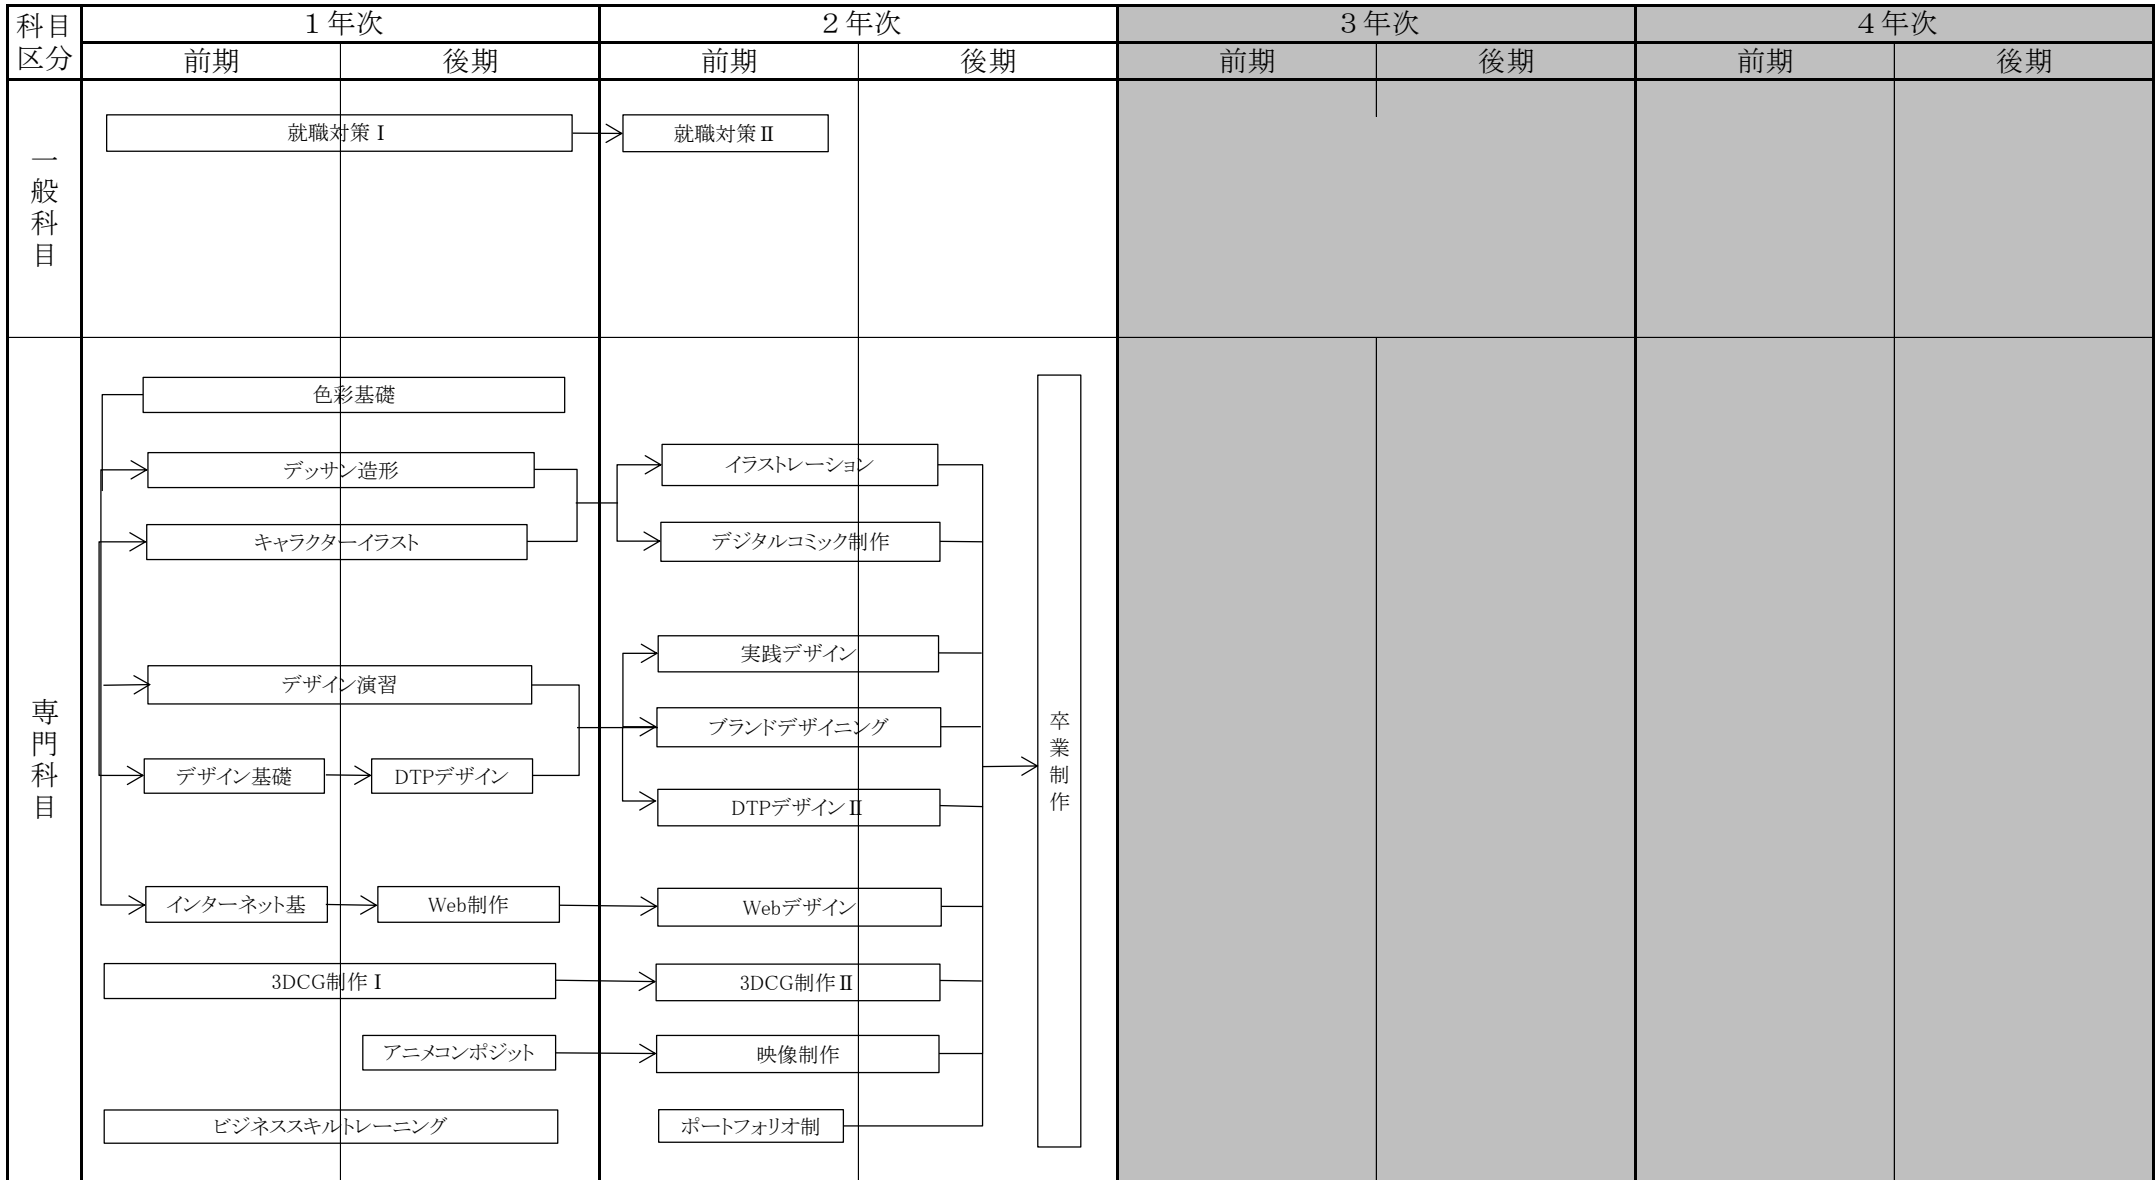 科目
区分
１年次
２年次
３年次
４年次
前期
後期
前期
後期
前期
後期
前期
後期
一般科目
就職対策Ⅰ
就職対策Ⅱ
専門科目
色彩基礎
デッサン造形
イラストレーション
キャラクターイラスト
デジタルコミック制作
実践デザイン
デザイン演習
ブランドデザイニング
デザイン基礎
DTPデザイン
DTPデザインⅡ
インターネット基
Web制作
Webデザイン
3DCG制作Ⅰ
3DCG制作Ⅱ
アニメコンポジット
映像制作
ビジネススキルトレーニング
ポートフォリオ制
卒業制作